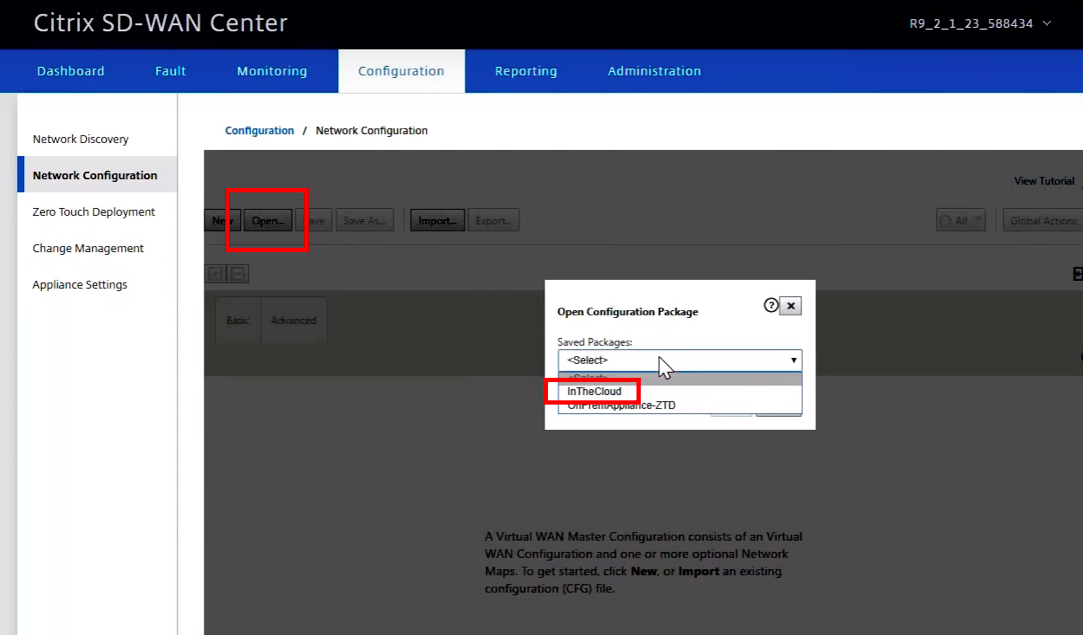 Citrix SD-WAN Center
R9_2_1_23_588434
Dashboard Fault Monitoring Configuration Reporting Administration
Network Discovery
Network Configuration
Zero Touch Deployment
Change Management
Appliance Settings
Configuration / Network Configuration
View Tutorial
New Open... Save As... Import... Export... All Global Actions
Basic Advanced
Open Configuration Package
?
Saved Packages:
<Select>
<Select>
InTheCloud
OnPremAppliance-ZTD
A Virtual WAN Master Configuration consists of an Virtual
WAN Configuration and one or more optional Network
Maps. To get started, click New, or Import an existing
configuration (CFG) file.